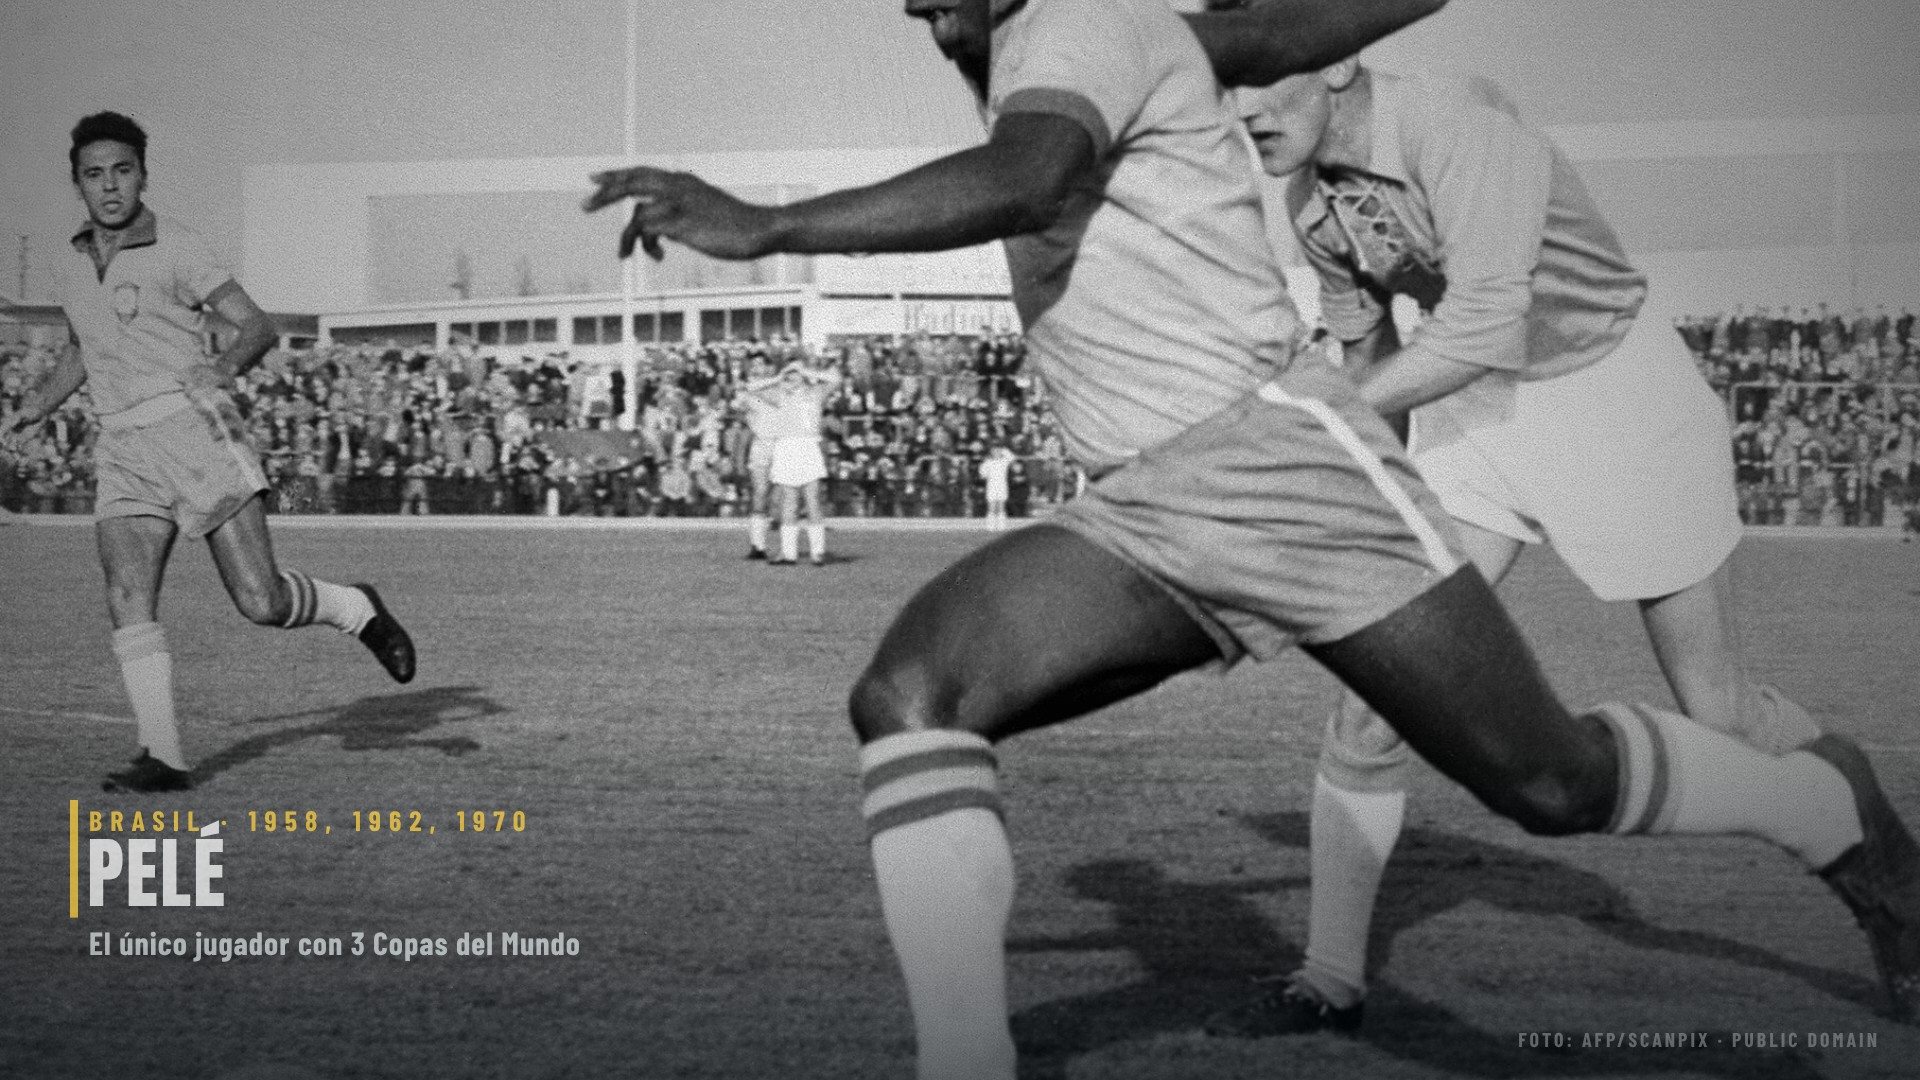 BRASIL · 1958, 1962, 1970
PELÉ
El único jugador con 3 Copas del Mundo
FOTO: AFP/SCANPIX · PUBLIC DOMAIN